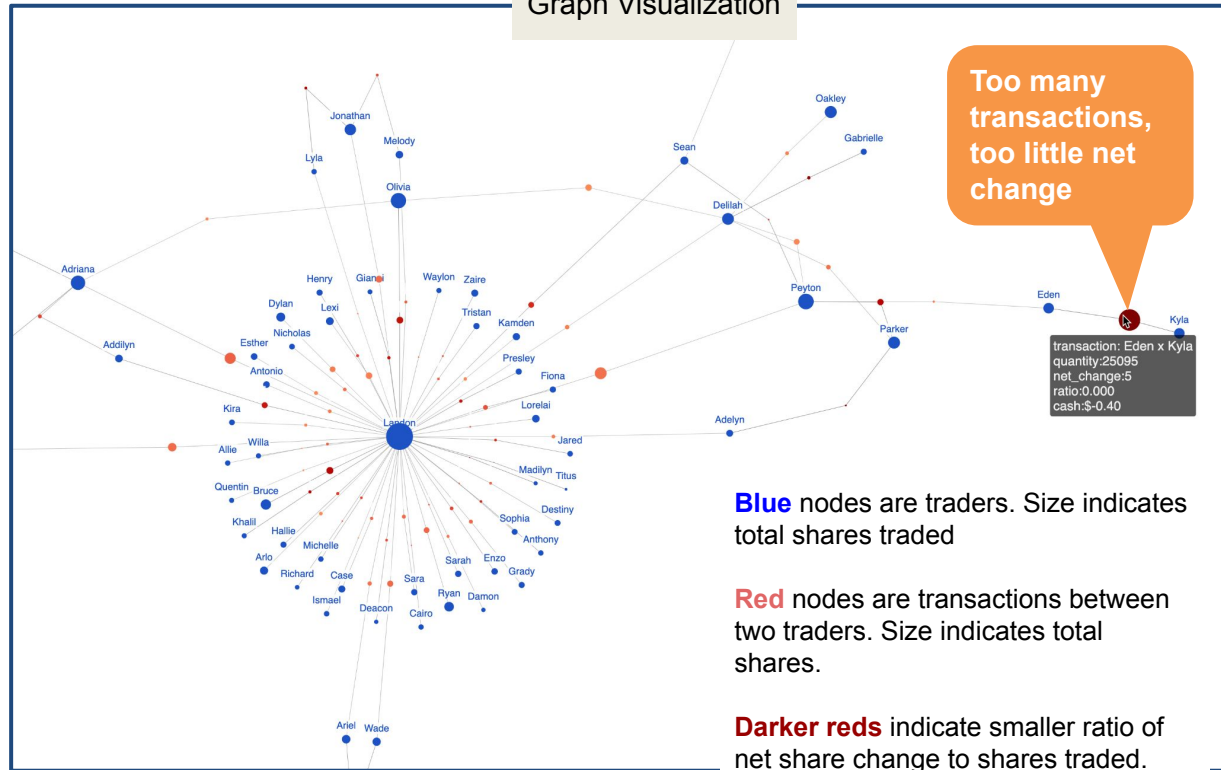 Graph Visualization
Too many
transactions,
too little net
change
Oakley
Jonathan
Gabrielle
Melody
Sean
Lyla
Olivia
Delilah
Adriana
Henry
Gianni
Waylon
Zaire
Peyton
Eden
Dylan
Lexi
Tristan
Kamden
Kyla
Nicholas
Parker
Addilyn
Esther
Presley
Antonio
Fiona
transaction: Eden x Kyla
quantity:25095
net_change:5
ratio:0.000
cash:$-0.40
Kira
Lorelai
Landon
Adelyn
Allie
Willa
Jared
Madilyn
Titus
Quentin
Bruce
Destiny
Khalil
Sophia
Hallie
Anthony
Michelle
Arlo
Sarah
Enzo
Richard
Case
Sara
Grady
Ismael
Ryan
Damon
Deacon
Cairo
Ariel
Wade
Blue nodes are traders. Size indicates
total shares traded
Red nodes are transactions between
two traders. Size indicates total
shares.
Darker reds indicate smaller ratio of
net share change to shares traded.